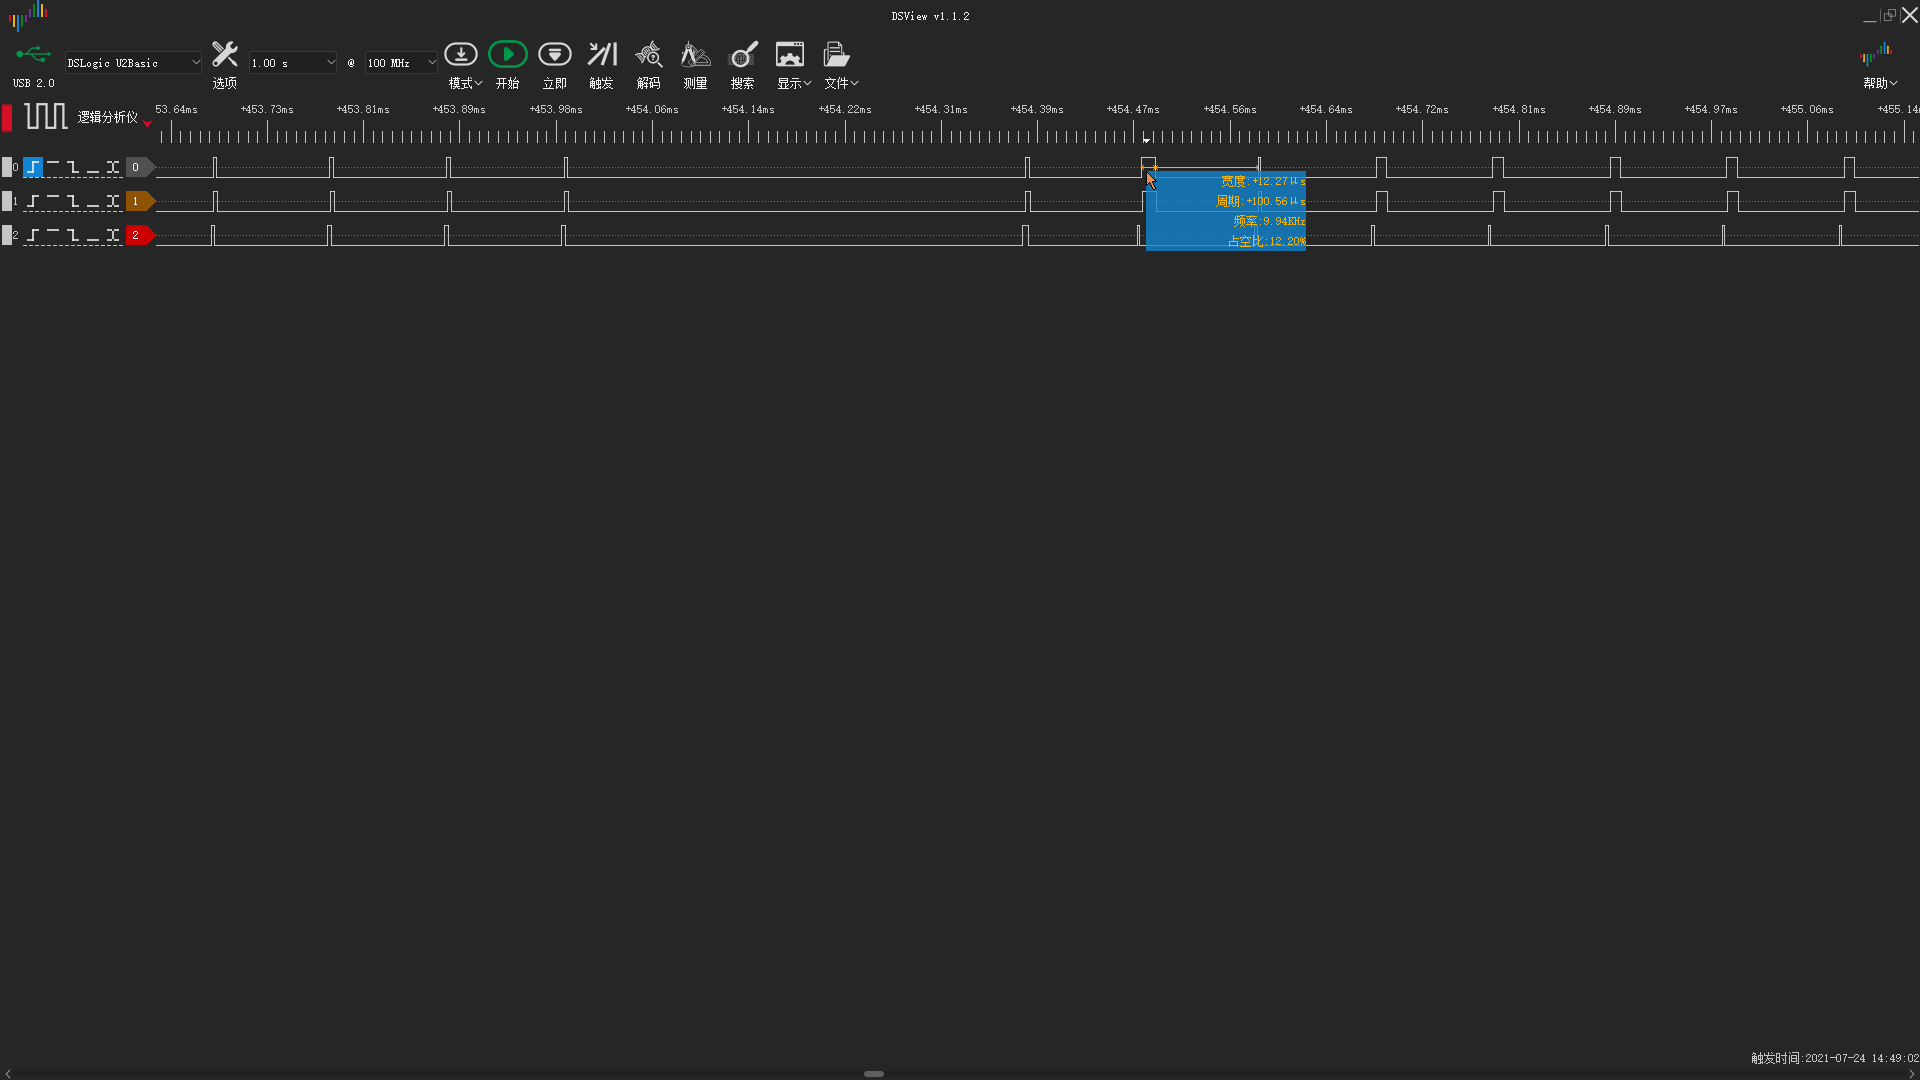 DSView v1.1.2
USB 2.0
DSLogic U2Basic
选项
1.00 s
@
100 MHz
模式
开始
立即
触发
解码
测量
搜索
显示
文件
帮助
逻辑分析仪
53.64ms +453.73ms +453.81ms +453.89ms +453.98ms +454.06ms +454.14ms +454.22ms +454.31ms +454.39ms +454.47ms +454.56ms +454.64ms +454.72ms +454.81ms +454.89ms +454.97ms +455.06ms +455.14m
0 0
1 1
2 2
宽度:+12.27μs
周期:+100.56μs
频率:9.94KHz
占空比:12.20%
触发时间:2021-07-24 14:49:02